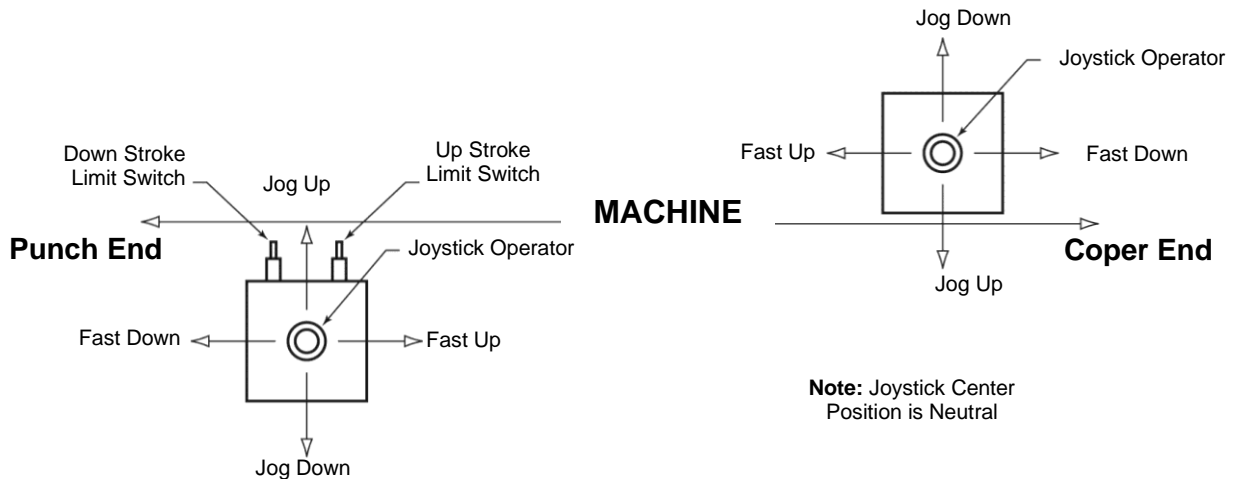 Jog Down
Joystick Operator
Fast Up
Fast Down
Jog Up
Down Stroke
Limit Switch
Jog Up
Up Stroke
Limit Switch
MACHINE
Punch End
Coper End
Joystick Operator
Fast Down
Fast Up
Jog Down
Note: Joystick Center
Position is Neutral